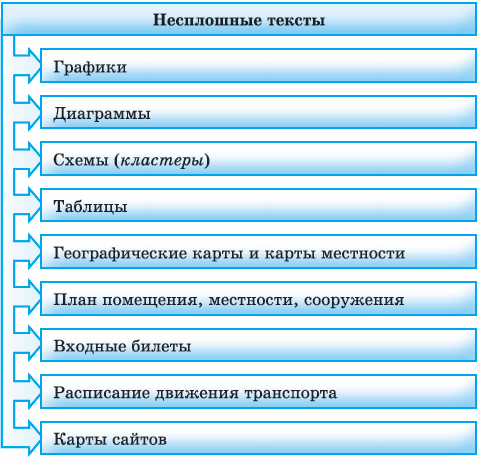 Несплошные тексты
Графики
Диаграммы
Схемы (кластеры)
Таблицы
Географические карты и карты местности
План помещения, местности, сооружения
Входные билеты
Расписание движения транспорта
Карты сайтов